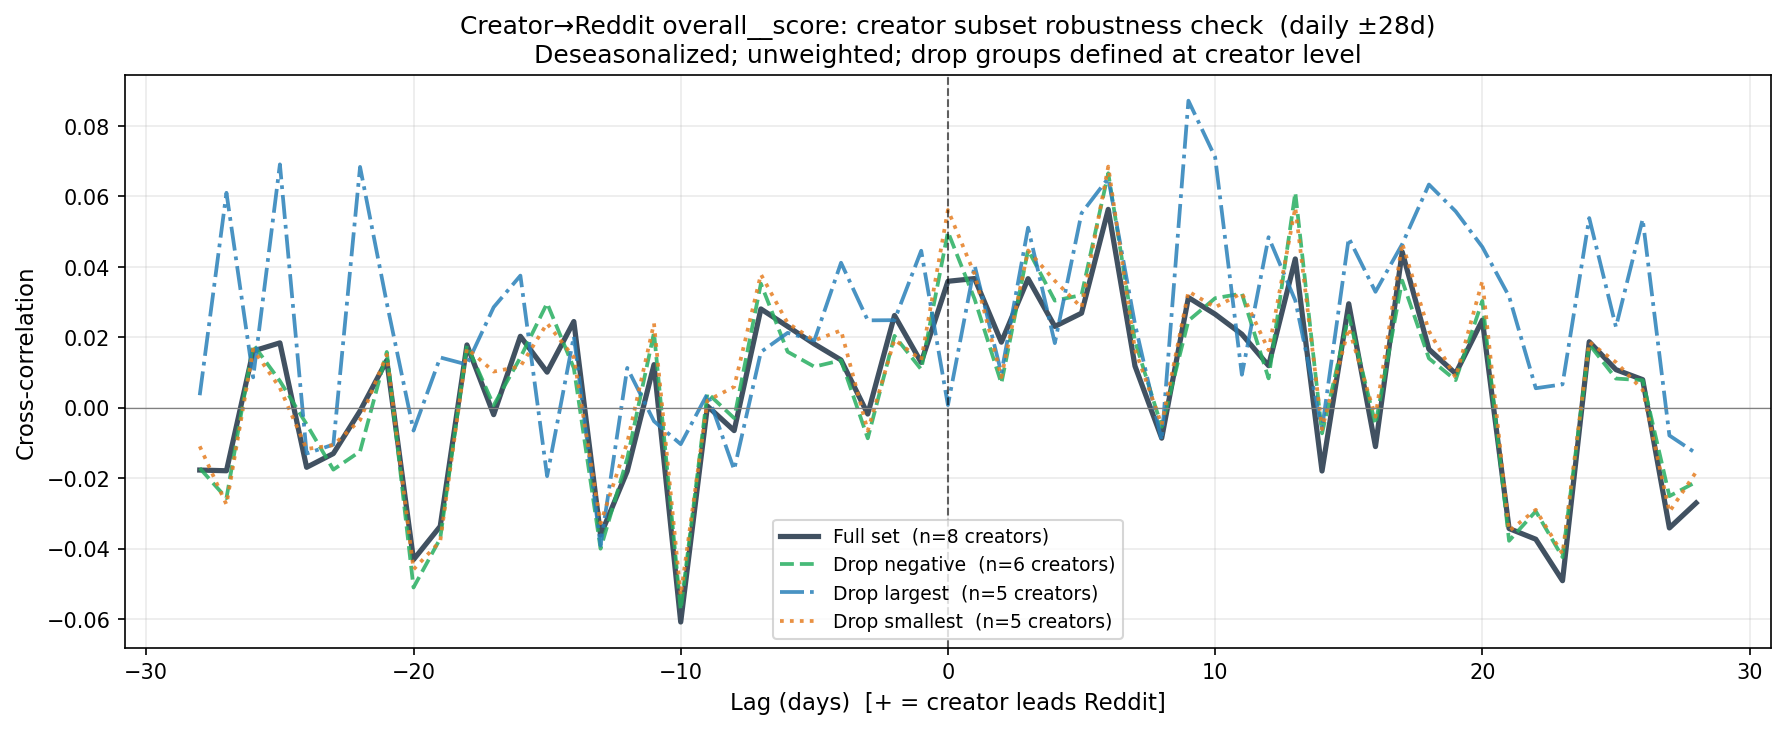 Creator→Reddit overall__score: creator subset robustness check  (daily ±28d)
Deseasonalized; unweighted; drop groups defined at creator level
Cross-correlation
0.08
0.06
0.04
0.02
0.00
−0.02
−0.04
−0.06
Full set  (n=8 creators)
Drop negative  (n=6 creators)
Drop largest  (n=5 creators)
Drop smallest  (n=5 creators)
−30
−20
−10
0
10
20
30
Lag (days)  [+ = creator leads Reddit]